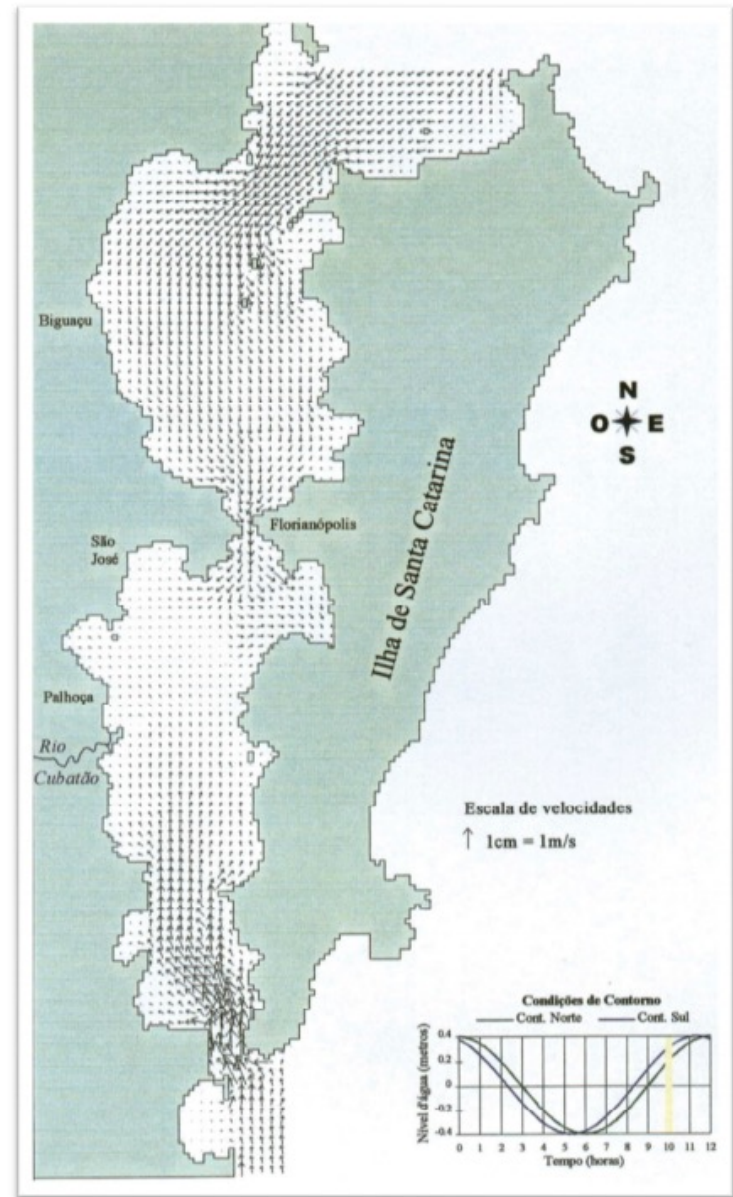 Biguaçu
N
O E
S
Florianópolis
São
José
Ilha de Santa Catarina
Palhoça
Rio
Cubatão
Escala de velocidades
↑ 1cm = 1m/s
Condições de Contorno
Cont. Norte Cont. Sul
Nível d'água (metros)
0.4
0.2
0
-0.2
-0.4
0 1 2 3 4 5 6 7 8 9 10 11 12
Tempo (horas)